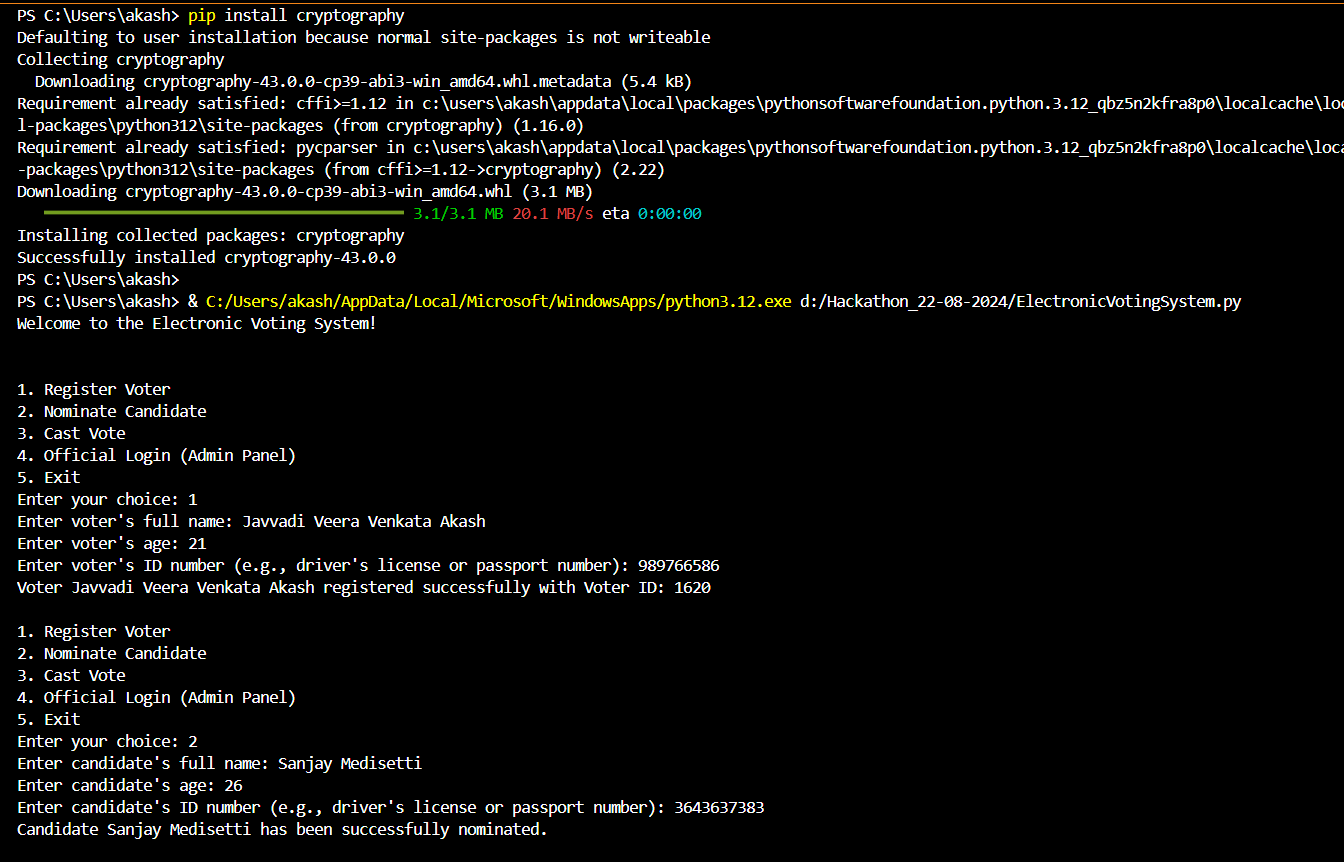 PS C:\Users\akash> pip install cryptography
Defaulting to user installation because normal site-packages is not writeable
Collecting cryptography
  Downloading cryptography-43.0.0-cp39-abi3-win_amd64.whl.metadata (5.4 kB)
Requirement already satisfied: cffi>=1.12 in c:\users\akash\appdata\local\packages\pythonsoftwarefoundation.python.3.12_qbz5n2kfra8p0\localcache\loc
l-packages\python312\site-packages (from cryptography) (1.16.0)
Requirement already satisfied: pycparser in c:\users\akash\appdata\local\packages\pythonsoftwarefoundation.python.3.12_qbz5n2kfra8p0\localcache\loca
-packages\python312\site-packages (from cffi>=1.12->cryptography) (2.22)
Downloading cryptography-43.0.0-cp39-abi3-win_amd64.whl (3.1 MB)
3.1/3.1 MB 20.1 MB/s eta 0:00:00
Installing collected packages: cryptography
Successfully installed cryptography-43.0.0
PS C:\Users\akash>
PS C:\Users\akash> & C:/Users/akash/AppData/Local/Microsoft/WindowsApps/python3.12.exe d:/Hackathon_22-08-2024/ElectronicVotingSystem.py
Welcome to the Electronic Voting System!
1. Register Voter
2. Nominate Candidate
3. Cast Vote
4. Official Login (Admin Panel)
5. Exit
Enter your choice: 1
Enter voter's full name: Javvadi Veera Venkata Akash
Enter voter's age: 21
Enter voter's ID number (e.g., driver's license or passport number): 989766586
Voter Javvadi Veera Venkata Akash registered successfully with Voter ID: 1620
1. Register Voter
2. Nominate Candidate
3. Cast Vote
4. Official Login (Admin Panel)
5. Exit
Enter your choice: 2
Enter candidate's full name: Sanjay Medisetti
Enter candidate's age: 26
Enter candidate's ID number (e.g., driver's license or passport number): 3643637383
Candidate Sanjay Medisetti has been successfully nominated.